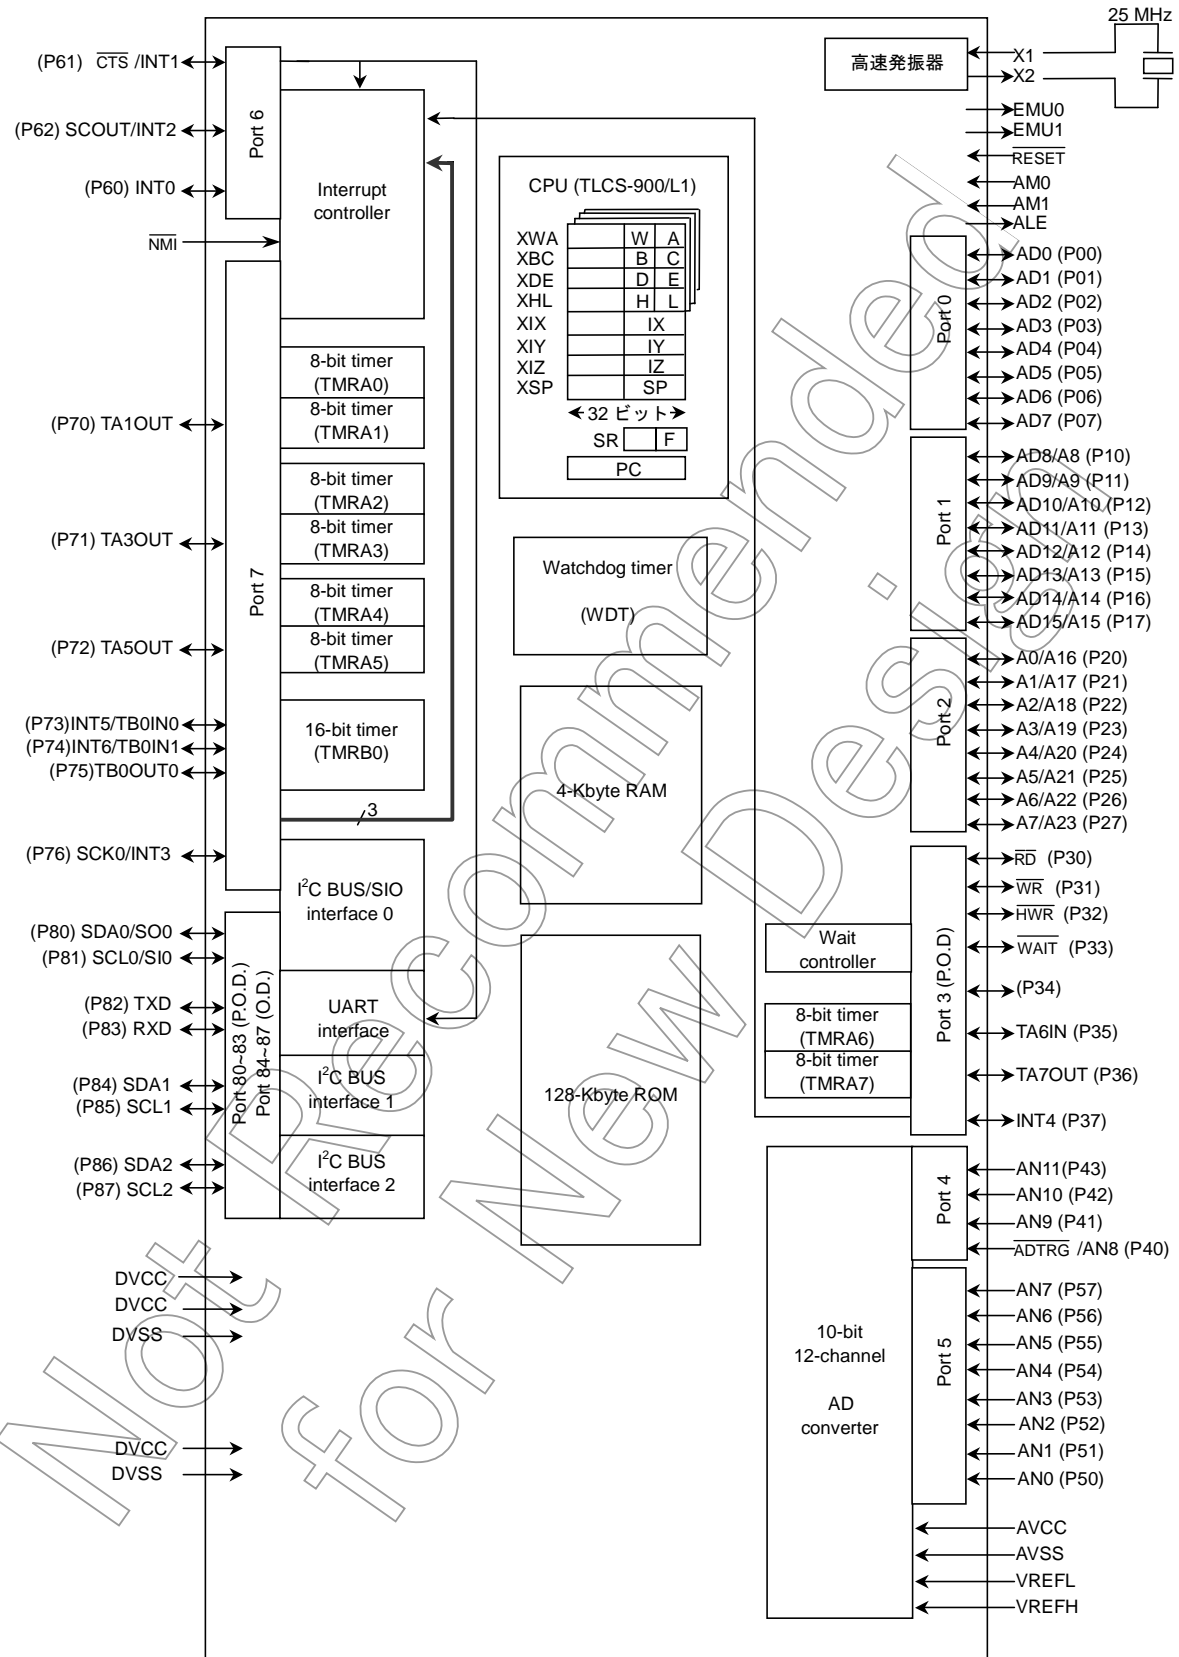 25 MHz
(P61) CTS /INT1
(P62) SCOUT/INT2
(P60) INT0
NMI
Port 6
Interrupt
controller
高速発振器
X1
X2
EMU0
EMU1
RESET
AM0
AM1
ALE
CPU (TLCS-900/L1)
XWA W A
XBC B C
XDE D E
XHL H L
XIX IX
XIY IY
XIZ IZ
XSP SP
32 ビット
SR F
PC
Port 0
AD0 (P00)
AD1 (P01)
AD2 (P02)
AD3 (P03)
AD4 (P04)
AD5 (P05)
AD6 (P06)
AD7 (P07)
Port 7
8-bit timer
(TMRA0)
8-bit timer
(TMRA1)
8-bit timer
(TMRA2)
8-bit timer
(TMRA3)
8-bit timer
(TMRA4)
8-bit timer
(TMRA5)
16-bit timer
(TMRB0)
3
(P70) TA1OUT
(P71) TA3OUT
(P72) TA5OUT
(P73)INT5/TB0IN0
(P74)INT6/TB0IN1
(P75)TB0OUT0
(P76) SCK0/INT3
Port 1
AD8/A8 (P10)
AD9/A9 (P11)
AD10/A10 (P12)
AD11/A11 (P13)
AD12/A12 (P14)
AD13/A13 (P15)
AD14/A14 (P16)
AD15/A15 (P17)
Watchdog timer
(WDT)
Port 2
A0/A16 (P20)
A1/A17 (P21)
A2/A18 (P22)
A3/A19 (P23)
A4/A20 (P24)
A5/A21 (P25)
A6/A22 (P26)
A7/A23 (P27)
4-Kbyte RAM
128-Kbyte ROM
I2C BUS/SIO
interface 0
UART
interface
I2C BUS
interface 1
I2C BUS
interface 2
Port 80~83 (P.O.D.)
Port 84~87 (O.D.)
(P80) SDA0/SO0
(P81) SCL0/SI0
(P82) TXD
(P83) RXD
(P84) SDA1
(P85) SCL1
(P86) SDA2
(P87) SCL2
Wait
controller
8-bit timer
(TMRA6)
8-bit timer
(TMRA7)
Port 3 (P.O.D)
RD (P30)
WR (P31)
HWR (P32)
WAIT (P33)
(P34)
TA6IN (P35)
TA7OUT (P36)
INT4 (P37)
Port 4
AN11(P43)
AN10 (P42)
AN9 (P41)
ADTRG /AN8 (P40)
DVCC
DVCC
DVSS
DVCC
DVSS
10-bit
12-channel
AD
converter
Port 5
AN7 (P57)
AN6 (P56)
AN5 (P55)
AN4 (P54)
AN3 (P53)
AN2 (P52)
AN1 (P51)
AN0 (P50)
AVCC
AVSS
VREFL
VREFH
Not Recommended
for New Design